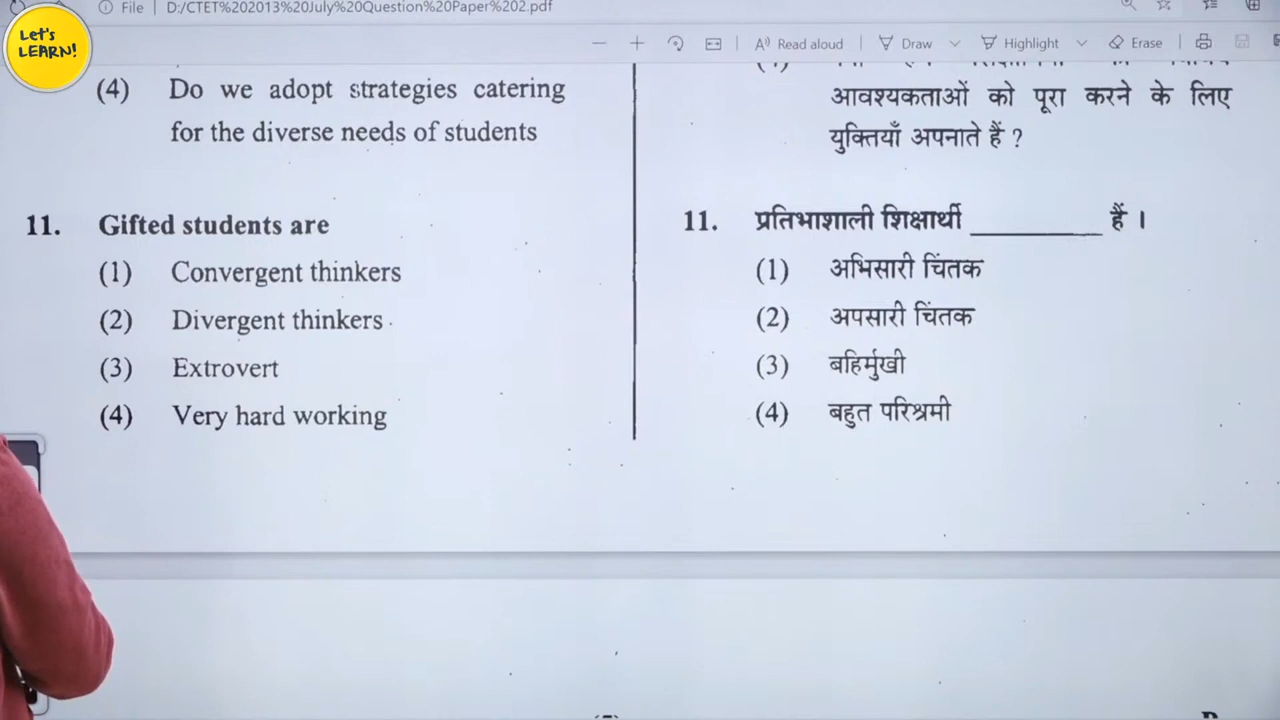 Let's
LEARN!
File | D:/CTET%202013%20July%20Question%20Paper%202.pdf
Read aloud
Draw
Highlight
Erase
(4) Do we adopt strategies catering
for the diverse needs of students
आवश्यकताओं को पूरा करने के लिए
युक्तियाँ अपनाते हैं ?
11. Gifted students are
(1) Convergent thinkers
(2) Divergent thinkers
(3) Extrovert
(4) Very hard working
11. प्रतिभाशाली शिक्षार्थी __________ हैं ।
(1) अभिसारी चिंतक
(2) अपसारी चिंतक
(3) बहिर्मुखी
(4) बहुत परिश्रमी